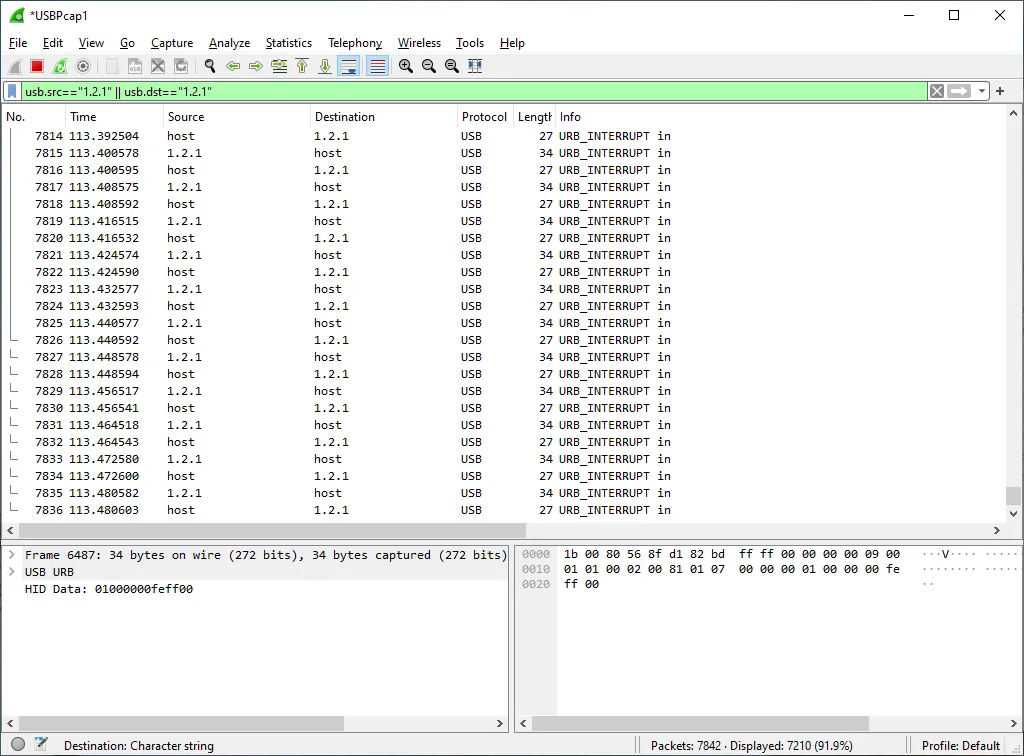 *USBPcap1
File Edit View Go Capture Analyze Statistics Telephony Wireless Tools Help
usb.src=="1.2.1" || usb.dst=="1.2.1"
No. Time Source Destination Protocol Length Info
7814 113.392504 host 1.2.1 USB 27 URB_INTERRUPT in
7815 113.400578 1.2.1 host USB 34 URB_INTERRUPT in
7816 113.400595 host 1.2.1 USB 27 URB_INTERRUPT in
7817 113.408575 1.2.1 host USB 34 URB_INTERRUPT in
7818 113.408592 host 1.2.1 USB 27 URB_INTERRUPT in
7819 113.416515 1.2.1 host USB 34 URB_INTERRUPT in
7820 113.416532 host 1.2.1 USB 27 URB_INTERRUPT in
7821 113.424574 1.2.1 host USB 34 URB_INTERRUPT in
7822 113.424590 host 1.2.1 USB 27 URB_INTERRUPT in
7823 113.432577 1.2.1 host USB 34 URB_INTERRUPT in
7824 113.432593 host 1.2.1 USB 27 URB_INTERRUPT in
7825 113.440577 1.2.1 host USB 34 URB_INTERRUPT in
7826 113.440592 host 1.2.1 USB 27 URB_INTERRUPT in
7827 113.448578 1.2.1 host USB 34 URB_INTERRUPT in
7828 113.448594 host 1.2.1 USB 27 URB_INTERRUPT in
7829 113.456517 1.2.1 host USB 34 URB_INTERRUPT in
7830 113.456541 host 1.2.1 USB 27 URB_INTERRUPT in
7831 113.464518 1.2.1 host USB 34 URB_INTERRUPT in
7832 113.464543 host 1.2.1 USB 27 URB_INTERRUPT in
7833 113.472580 1.2.1 host USB 34 URB_INTERRUPT in
7834 113.472600 host 1.2.1 USB 27 URB_INTERRUPT in
7835 113.480582 1.2.1 host USB 34 URB_INTERRUPT in
7836 113.480603 host 1.2.1 USB 27 URB_INTERRUPT in
Frame 6487: 34 bytes on wire (272 bits), 34 bytes captured (272 bits)
USB URB
HID Data: 01000000feff00
0000 1b 00 80 56 8f d1 82 bd ff ff 00 00 00 00 09 00 ···V···· ·····
0010 01 01 00 02 00 81 01 07 00 00 00 01 00 00 00 fe ········ ·····
0020 ff 00 ··
Destination: Character string
Packets: 7842 · Displayed: 7210 (91.9%)
Profile: Default